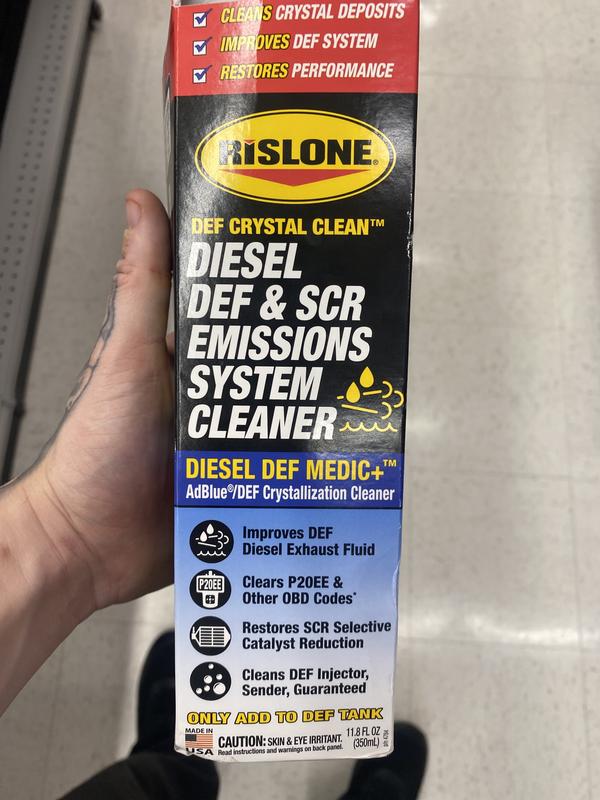 CLEANS CRYSTAL DEPOSITS
IMPROVES DEF SYSTEM
RESTORES PERFORMANCE
RISLONE®
DEF CRYSTAL CLEAN™
DIESEL
DEF & SCR
EMISSIONS
SYSTEM
CLEANER
DIESEL DEF MEDIC+™
AdBlue®/DEF Crystallization Cleaner
Improves DEF
Diesel Exhaust Fluid
P20EE
Clears P20EE &
Other OBD Codes*
Restores SCR Selective
Catalyst Reduction
Cleans DEF Injector,
Sender, Guaranteed
ONLY ADD TO DEF TANK
MADE IN
USA
CAUTION: SKIN & EYE IRRITANT.
Read instructions and warnings on back panel.
11.8 FL OZ
(350mL)